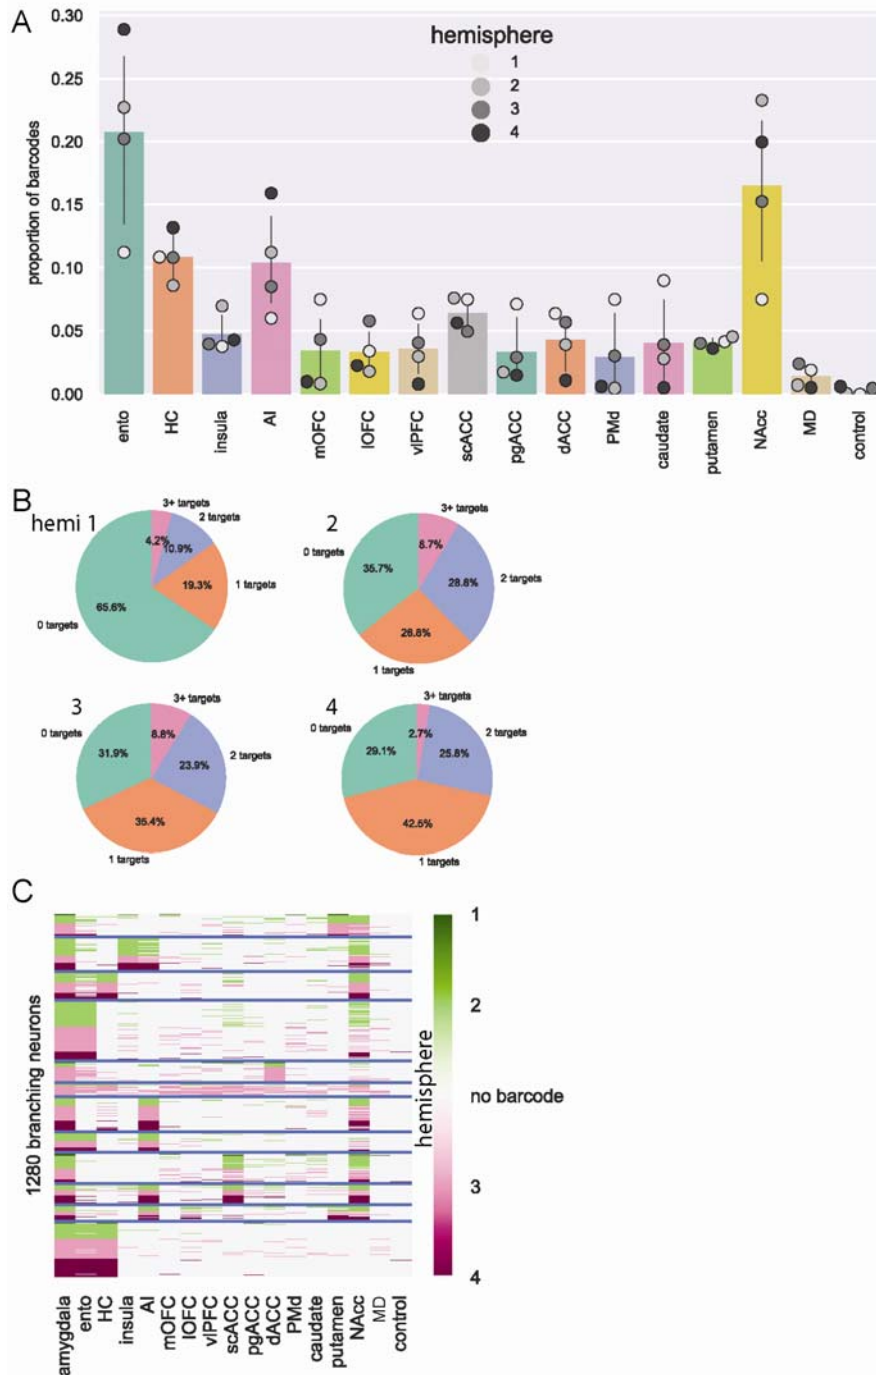 A
0.30
0.25
0.20
0.15
0.10
0.05
0.00
proportion of barcodes
hemisphere
1
2
3
4
ento
HC
insula
AI
mOFC
lOFC
vlPFC
scACC
pgACC
dACC
PMd
caudate
putamen
NAcc
MD
control
B
hemi 1
3+ targets
2 targets
4.2%
10.9%
19.3%
1 targets
65.6%
0 targets
2
3+ targets
0 targets
8.7%
35.7%
28.8%
2 targets
26.8%
1 targets
3
3+ targets
0 targets
8.8%
31.9%
23.9%
2 targets
35.4%
1 targets
4
3+ targets
0 targets
2.7%
2 targets
29.1%
25.8%
42.5%
1 targets
C
1280 branching neurons
1
2
no barcode
3
4
hemisphere
amygdala
ento
HC
insula
AI
mOFC
lOFC
vlPFC
scACC
pgACC
dACC
PMd
caudate
putamen
NAcc
MD
control